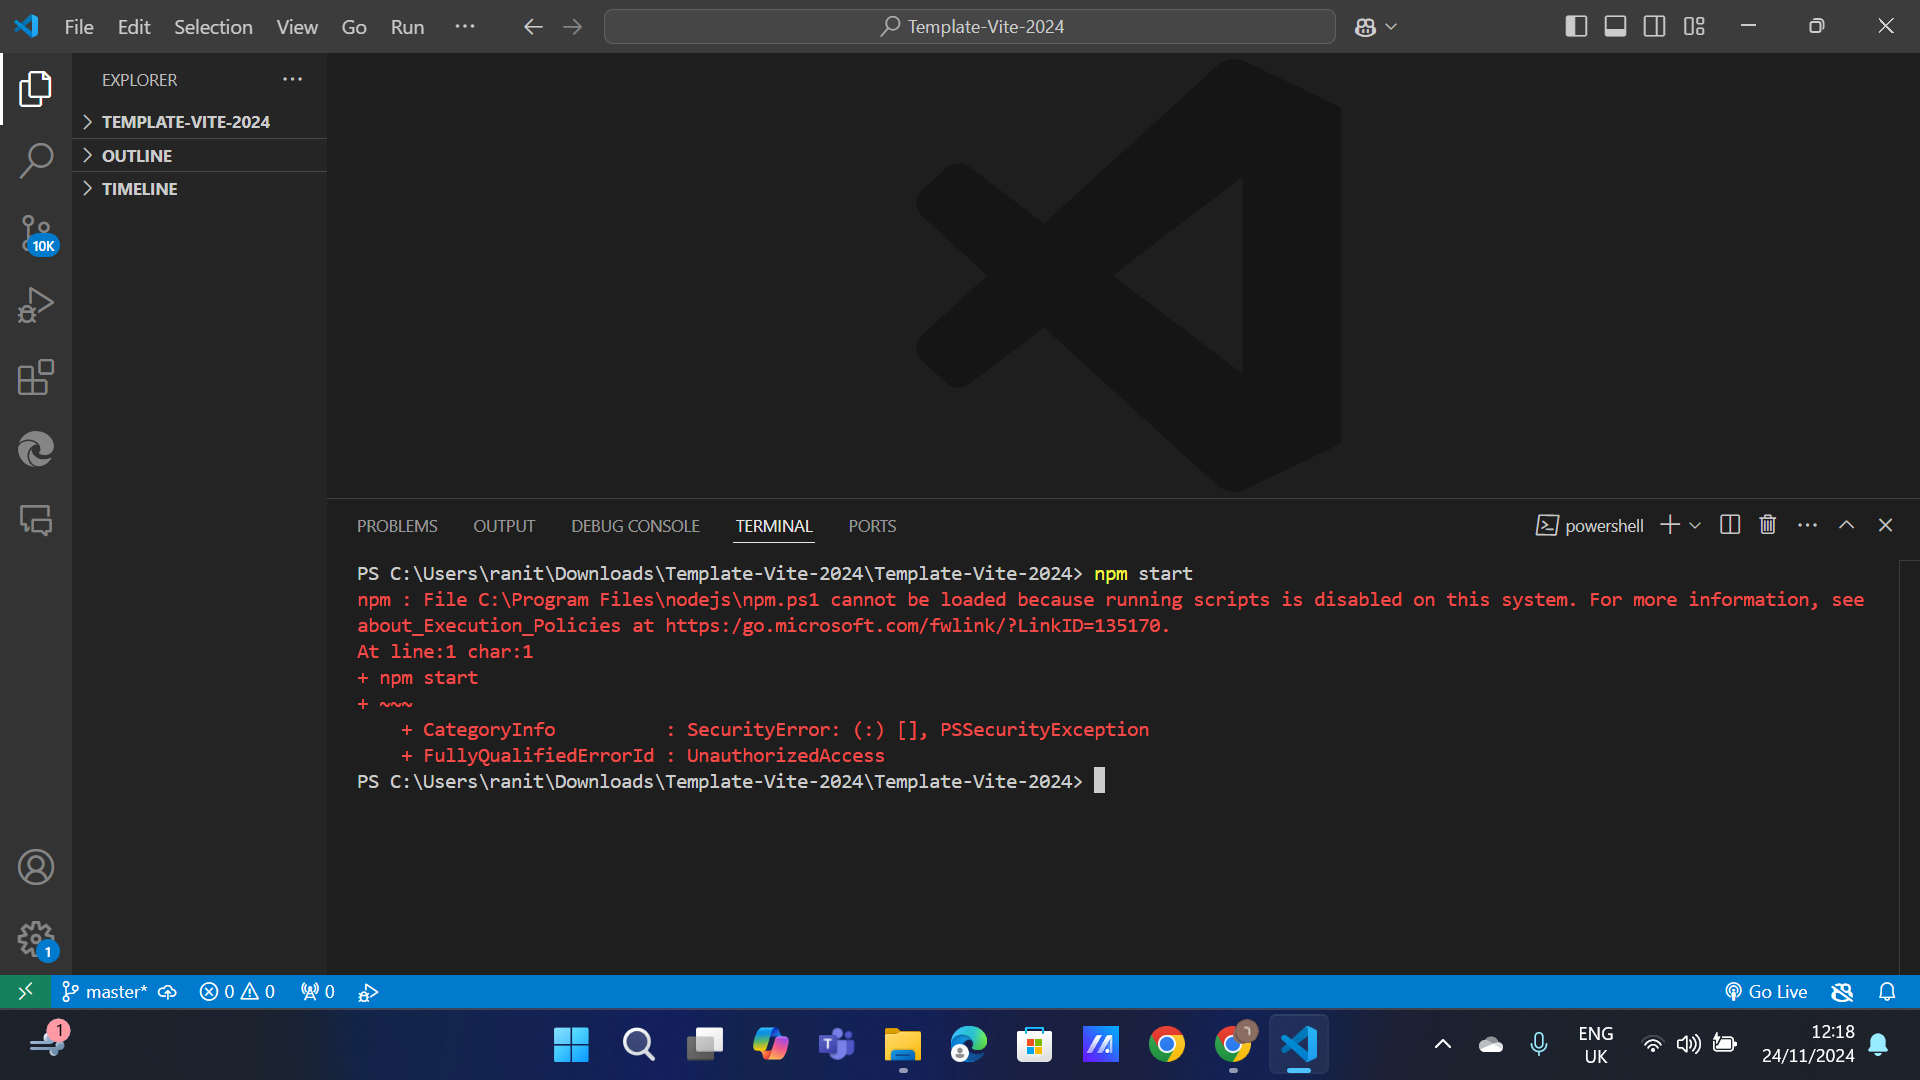 File Edit Selection View Go Run ···
Template-Vite-2024
EXPLORER
TEMPLATE-VITE-2024
OUTLINE
TIMELINE
10K
1
PROBLEMS OUTPUT DEBUG CONSOLE TERMINAL PORTS
powershell
PS C:\Users\ranit\Downloads\Template-Vite-2024\Template-Vite-2024> npm start
npm : File C:\Program Files\nodejs\npm.ps1 cannot be loaded because running scripts is disabled on this system. For more information, see
about_Execution_Policies at https:/go.microsoft.com/fwlink/?LinkID=135170.
At line:1 char:1
+ npm start
+ ~~~
+ CategoryInfo : SecurityError: (:) [], PSSecurityException
+ FullyQualifiedErrorId : UnauthorizedAccess
PS C:\Users\ranit\Downloads\Template-Vite-2024\Template-Vite-2024>
master* 0 0 0
Go Live
1
ENG
UK
12:18
24/11/2024